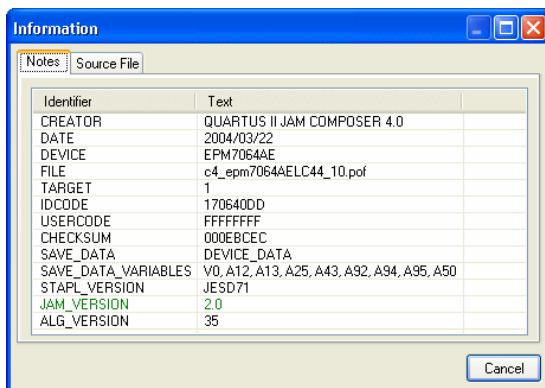 Information
Notes Source File
Identifier Text
CREATOR QUARTUS II JAM COMPOSER 4.0
DATE 2004/03/22
DEVICE EPM7064AE
FILE c4_epm7064AELC44_10.pof
TARGET 1
IDCODE 170640DD
USERCODE FFFFFFFF
CHECKSUM 000EBCEC
SAVE_DATA DEVICE_DATA
SAVE_DATA_VARIABLES V0, A12, A13, A25, A43, A92, A94, A95, A50
STAPL_VERSION JESD71
JAM_VERSION 2.0
ALG_VERSION 35
Cancel